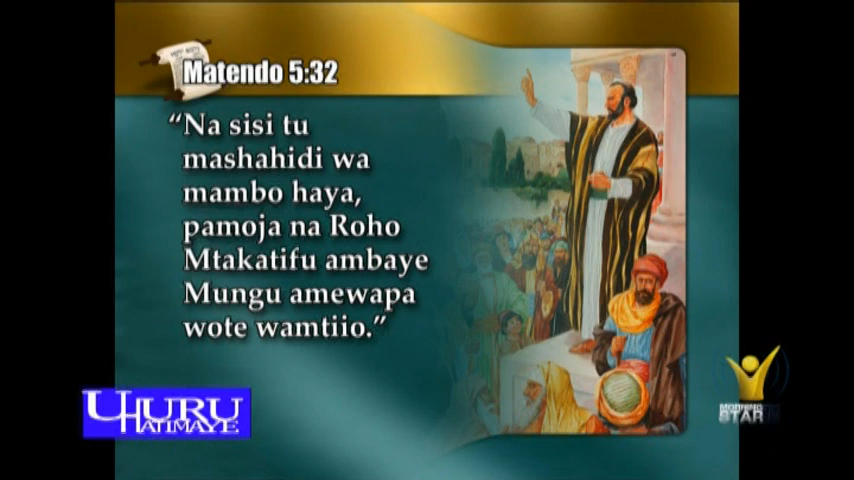 Matendo 5:32
“Na sisi tu
mashahidi wa
mambo haya,
pamoja na Roho
Mtakatifu ambaye
Mungu amewapa
wote wamtiio.”
UHURU
HATIMAYE
MORNING
STAR